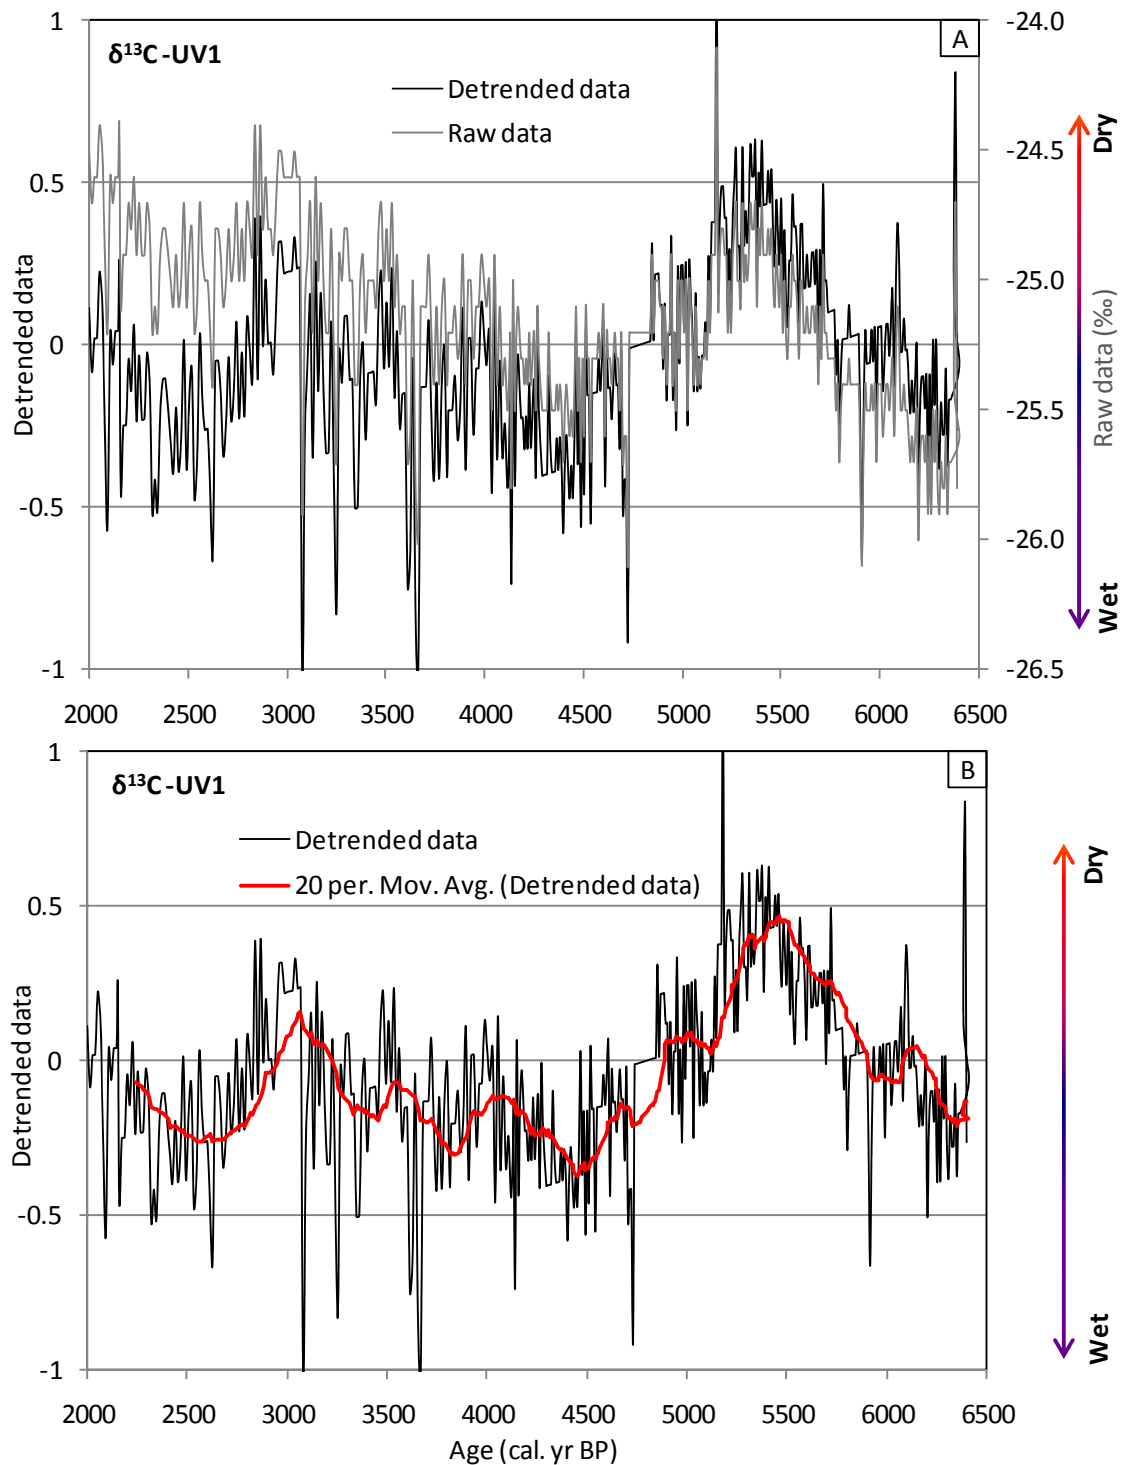 δ¹³C-UV1
A
Detrended data
Raw data
1
0.5
0
-0.5
-1
Detrended data
-24.0
-24.5
-25.0
-25.5
-26.0
-26.5
Raw data (‰)
Dry
Wet
2000 2500 3000 3500 4000 4500 5000 5500 6000 6500
δ¹³C-UV1
B
Detrended data
20 per. Mov. Avg. (Detrended data)
1
0.5
0
-0.5
-1
Detrended data
Dry
Wet
2000 2500 3000 3500 4000 4500 5000 5500 6000 6500
Age (cal. yr BP)